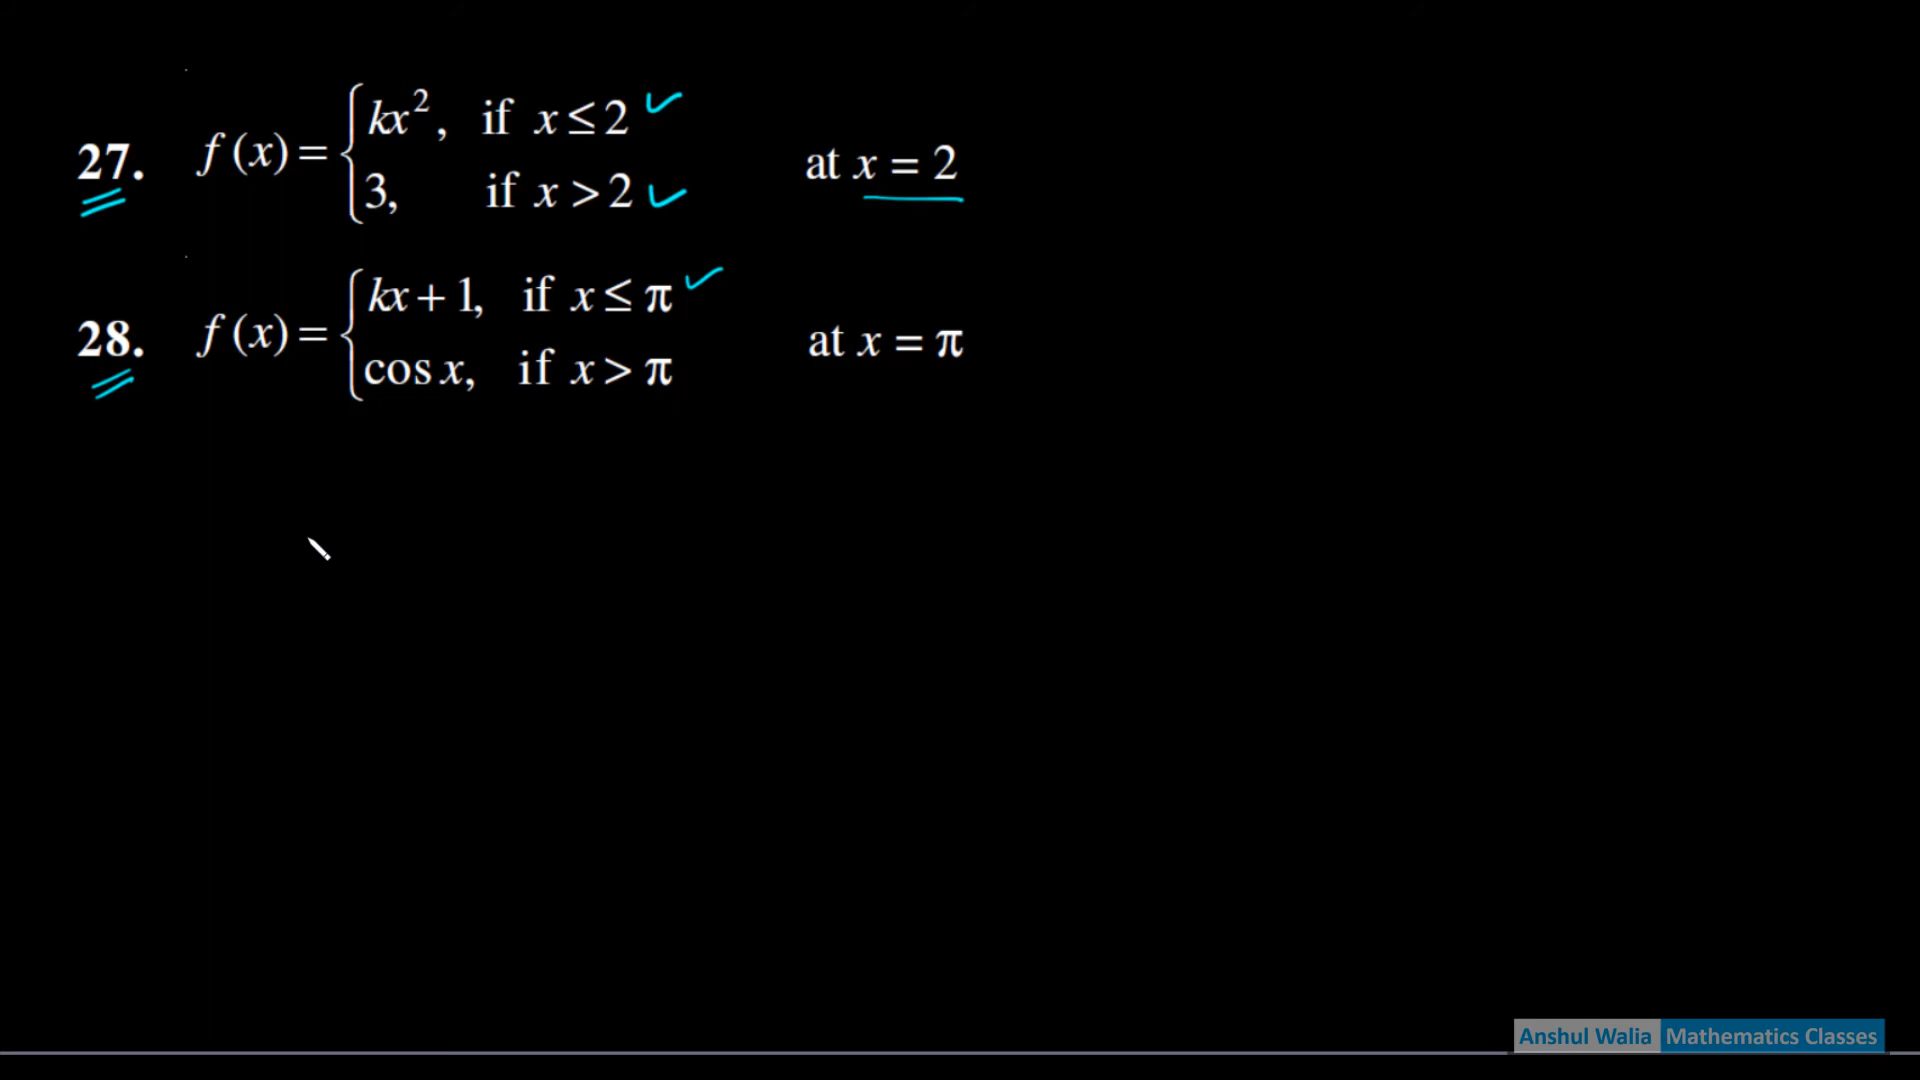 27. f(x) = { kx², if x ≤ 2
3, if x > 2 at x = 2
28. f(x) = { kx + 1, if x ≤ π
cos x, if x > π at x = π
Anshul Walia Mathematics Classes